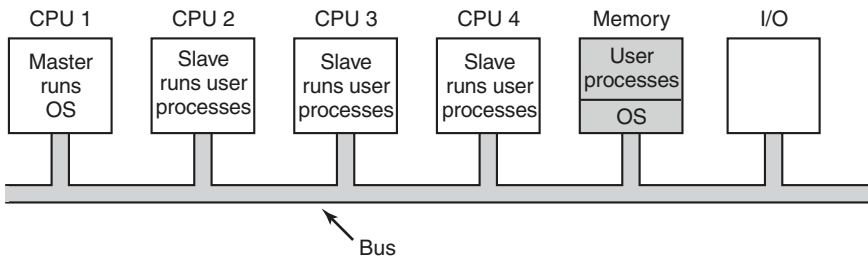 CPU 1
Master
runs
OS
CPU 2
Slave
runs user
processes
CPU 3
Slave
runs user
processes
CPU 4
Slave
runs user
processes
Memory
User
processes
OS
I/O
Bus